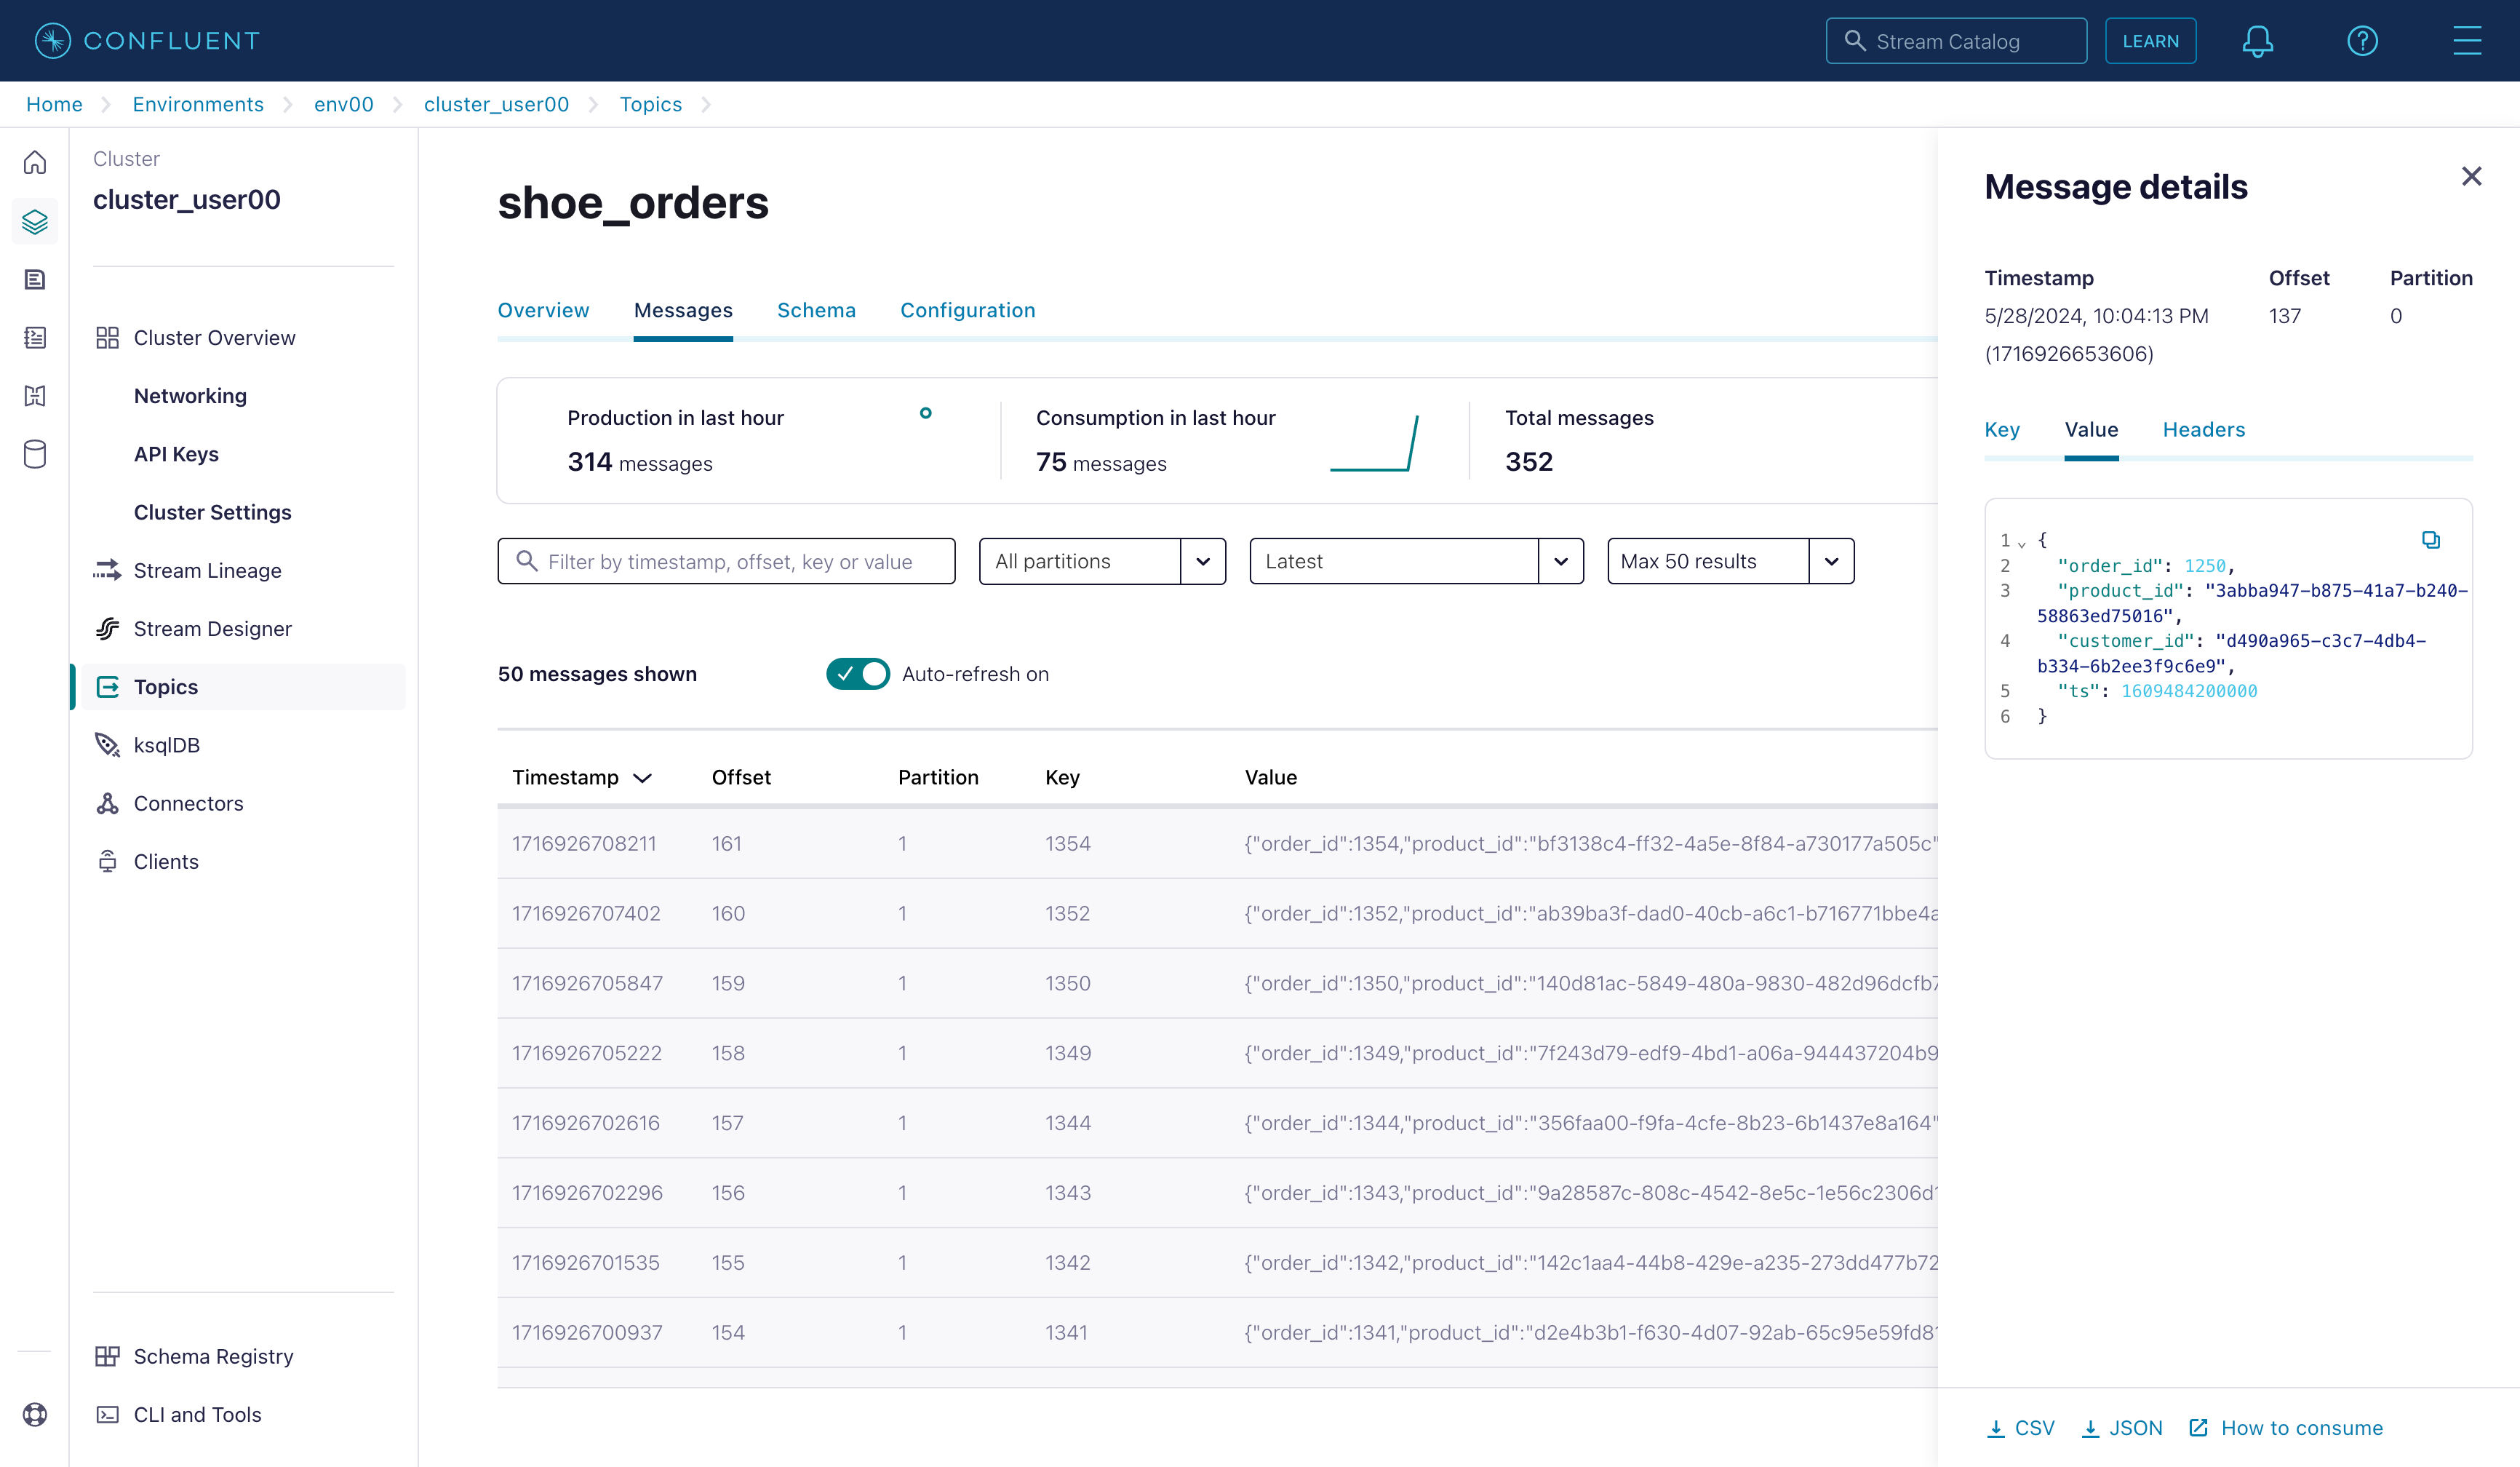 CONFLUENT
Stream Catalog
LEARN
Home
Environments
env00
cluster_user00
Topics
Cluster
cluster_user00
Cluster Overview
Networking
API Keys
Cluster Settings
Stream Lineage
Stream Designer
Topics
ksqlDB
Connectors
Clients
Schema Registry
CLI and Tools
shoe_orders
Overview Messages Schema Configuration
Production in last hour
314 messages
Consumption in last hour
75 messages
Total messages
352
Filter by timestamp, offset, key or value
All partitions
Latest
Max 50 results
50 messages shown
Auto-refresh on
Timestamp Offset Partition Key Value
1716926708211 161 1 1354 {"order_id":1354,"product_id":"bf3138c4-ff32-4a5e-8f84-a730177a505c"
1716926707402 160 1 1352 {"order_id":1352,"product_id":"ab39ba3f-dad0-40cb-a6c1-b716771bbe4a
1716926705847 159 1 1350 {"order_id":1350,"product_id":"140d81ac-5849-480a-9830-482d96dcfb7
1716926705222 158 1 1349 {"order_id":1349,"product_id":"7f243d79-edf9-4bd1-a06a-944437204b9
1716926702616 157 1 1344 {"order_id":1344,"product_id":"356faa00-f9fa-4cfe-8b23-6b1437e8a164"
1716926702296 156 1 1343 {"order_id":1343,"product_id":"9a28587c-808c-4542-8e5c-1e56c2306d1
1716926701535 155 1 1342 {"order_id":1342,"product_id":"142c1aa4-44b8-429e-a235-273dd477b72
1716926700937 154 1 1341 {"order_id":1341,"product_id":"d2e4b3b1-f630-4d07-92ab-65c95e59fd81
Message details
Timestamp Offset Partition
5/28/2024, 10:04:13 PM 137 0
(1716926653606)
Key Value Headers
1 {
2 "order_id": 1250,
3 "product_id": "3abba947-b875-41a7-b240-
58863ed75016",
4 "customer_id": "d490a965-c3c7-4db4-
b334-6b2ee3f9c6e9",
5 "ts": 1609484200000
6 }
CSV JSON How to consume